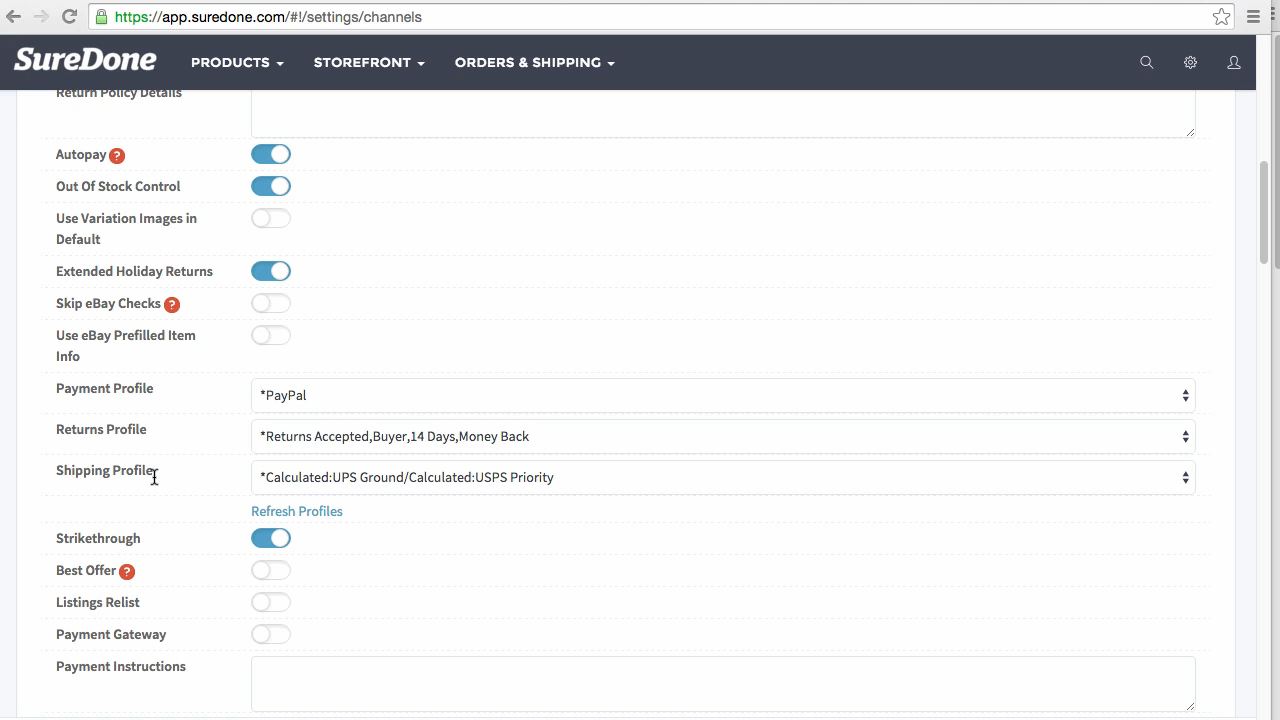 https://app.suredone.com/#!/settings/channels
SureDone PRODUCTS STOREFRONT ORDERS & SHIPPING
Return Policy Details
Autopay ?
Out Of Stock Control
Use Variation Images in
Default
Extended Holiday Returns
Skip eBay Checks ?
Use eBay Prefilled Item
Info
Payment Profile *PayPal
Returns Profile *Returns Accepted,Buyer,14 Days,Money Back
Shipping Profile *Calculated:UPS Ground/Calculated:USPS Priority
Refresh Profiles
Strikethrough
Best Offer ?
Listings Relist
Payment Gateway
Payment Instructions